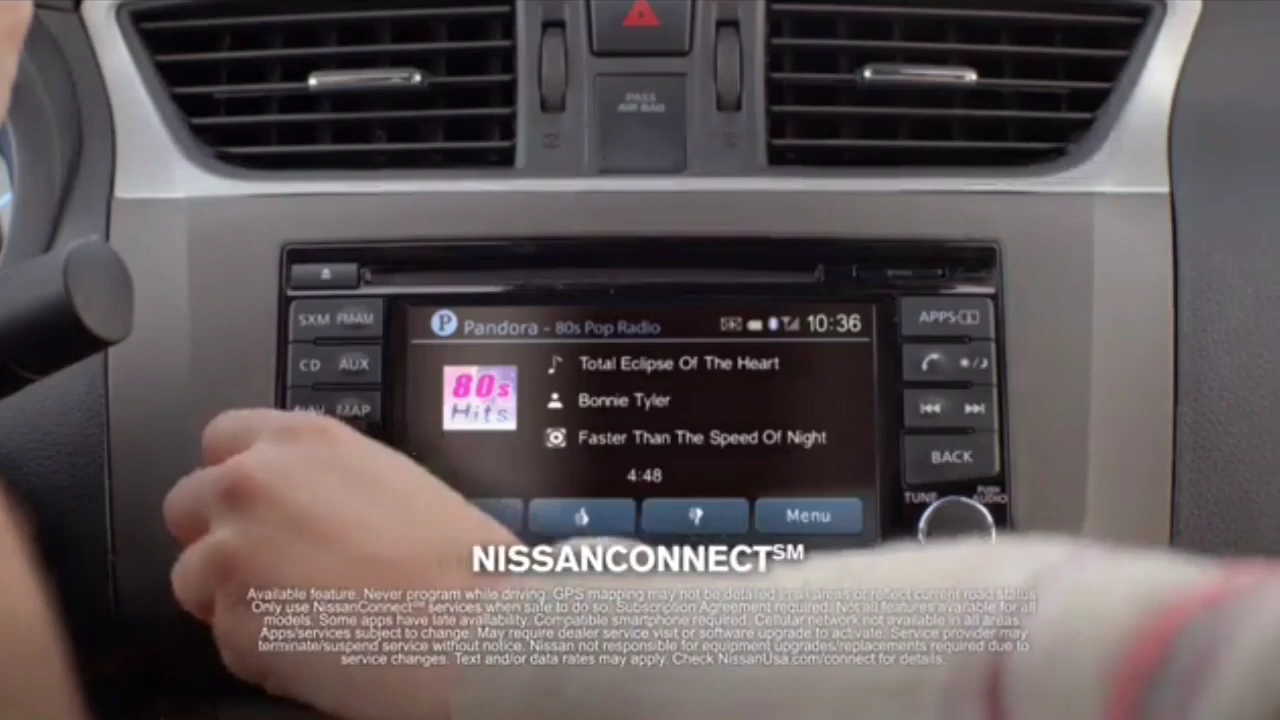 PASS
AIR BAG
SXM FM/AM
CD AUX
MAP
P Pandora - 80s Pop Radio 10:36
80s
Hits
Total Eclipse Of The Heart
Bonnie Tyler
Faster Than The Speed Of Night
4:48
Menu
APPS
BACK
TUNE
PUSH
AUDIO
NISSANCONNECT℠
Available feature. Never program while driving. GPS mapping may not be detailed in all areas or reflect current road status.
Only use NissanConnect℠ services when safe to do so. Subscription Agreement required. Not all features available for all
models. Some apps have late availability. Compatible smartphone required. Cellular network not available in all areas.
Apps/services subject to change. May require dealer service visit or software upgrade to activate. Service provider may
terminate/suspend service without notice. Nissan not responsible for equipment upgrades/replacements required due to
service changes. Text and/or data rates may apply. Check NissanUsa.com/connect for details.